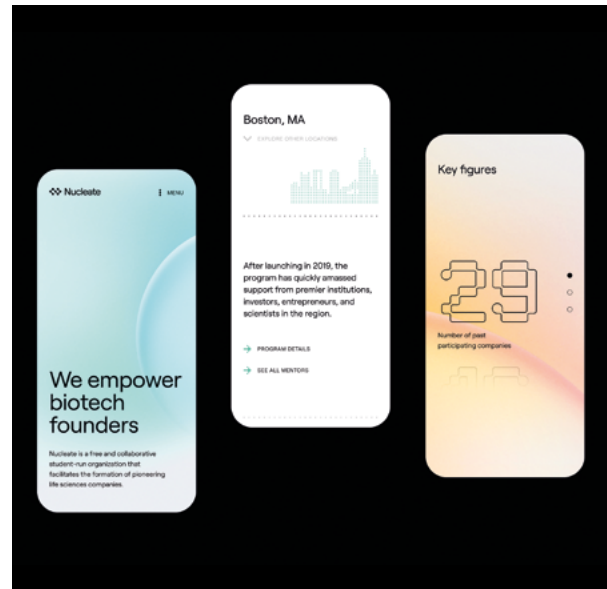 Nucleate
MENU
We empower
biotech
founders
Nucleate is a free and collaborative
student-run organization that
facilitates the formation of pioneering
life sciences companies.
Boston, MA
EXPLORE OTHER LOCATIONS
After launching in 2019, the
program has quickly amassed
support from premier institutions,
investors, entrepreneurs, and
scientists in the region.
PROGRAM DETAILS
SEE ALL MENTORS
Key figures
29
Number of past
participating companies